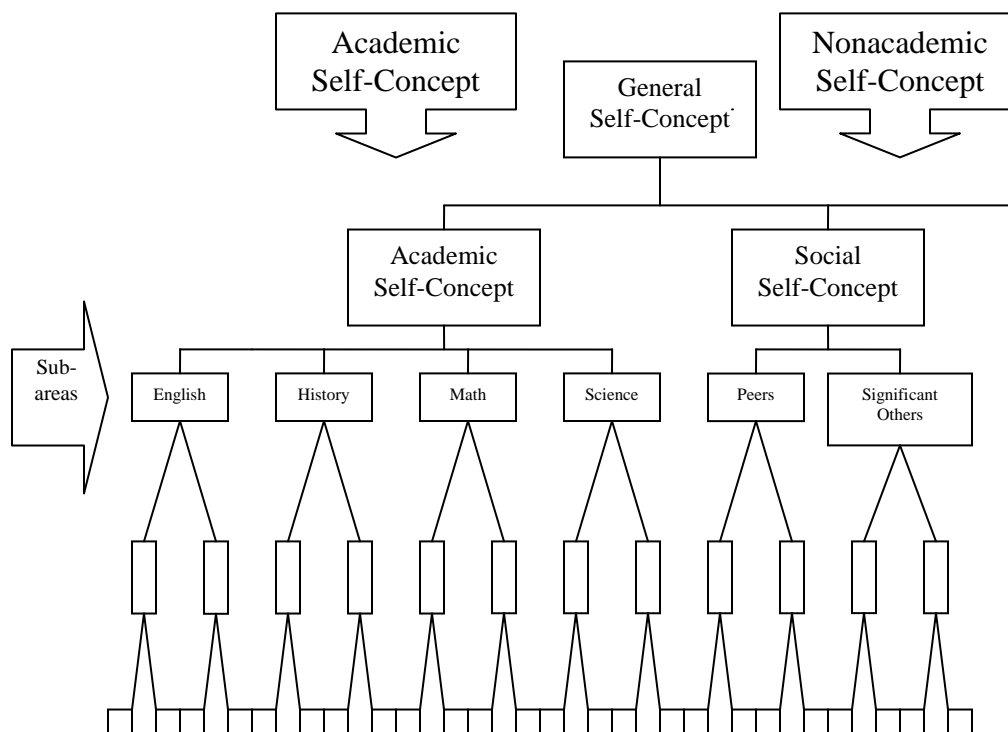 Academic
Self-Concept
Nonacademic
Self-Concept
General
Self-Concept
Academic
Self-Concept
Social
Self-Concept
Sub-
areas
English
History
Math
Science
Peers
Significant
Others